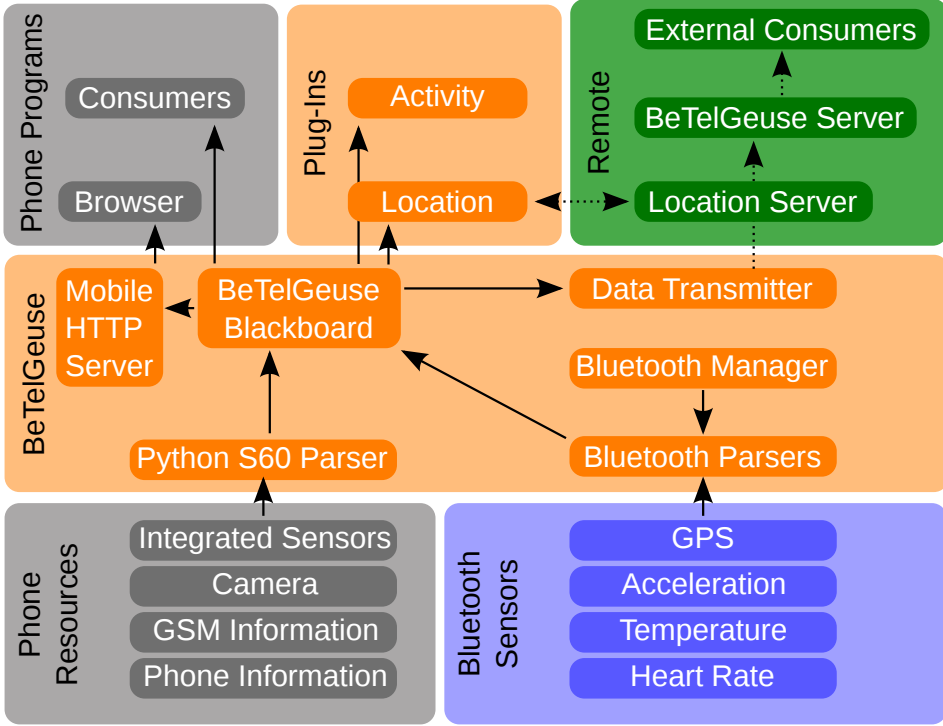 Phone Programs
Consumers
Browser
Plug-Ins
Activity
Location
Remote
External Consumers
BeTelGeuse Server
Location Server
BeTelGeuse
Mobile
HTTP
Server
BeTelGeuse
Blackboard
Data Transmitter
Bluetooth Manager
Python S60 Parser
Bluetooth Parsers
Phone
Resources
Integrated Sensors
Camera
GSM Information
Phone Information
Bluetooth
Sensors
GPS
Acceleration
Temperature
Heart Rate